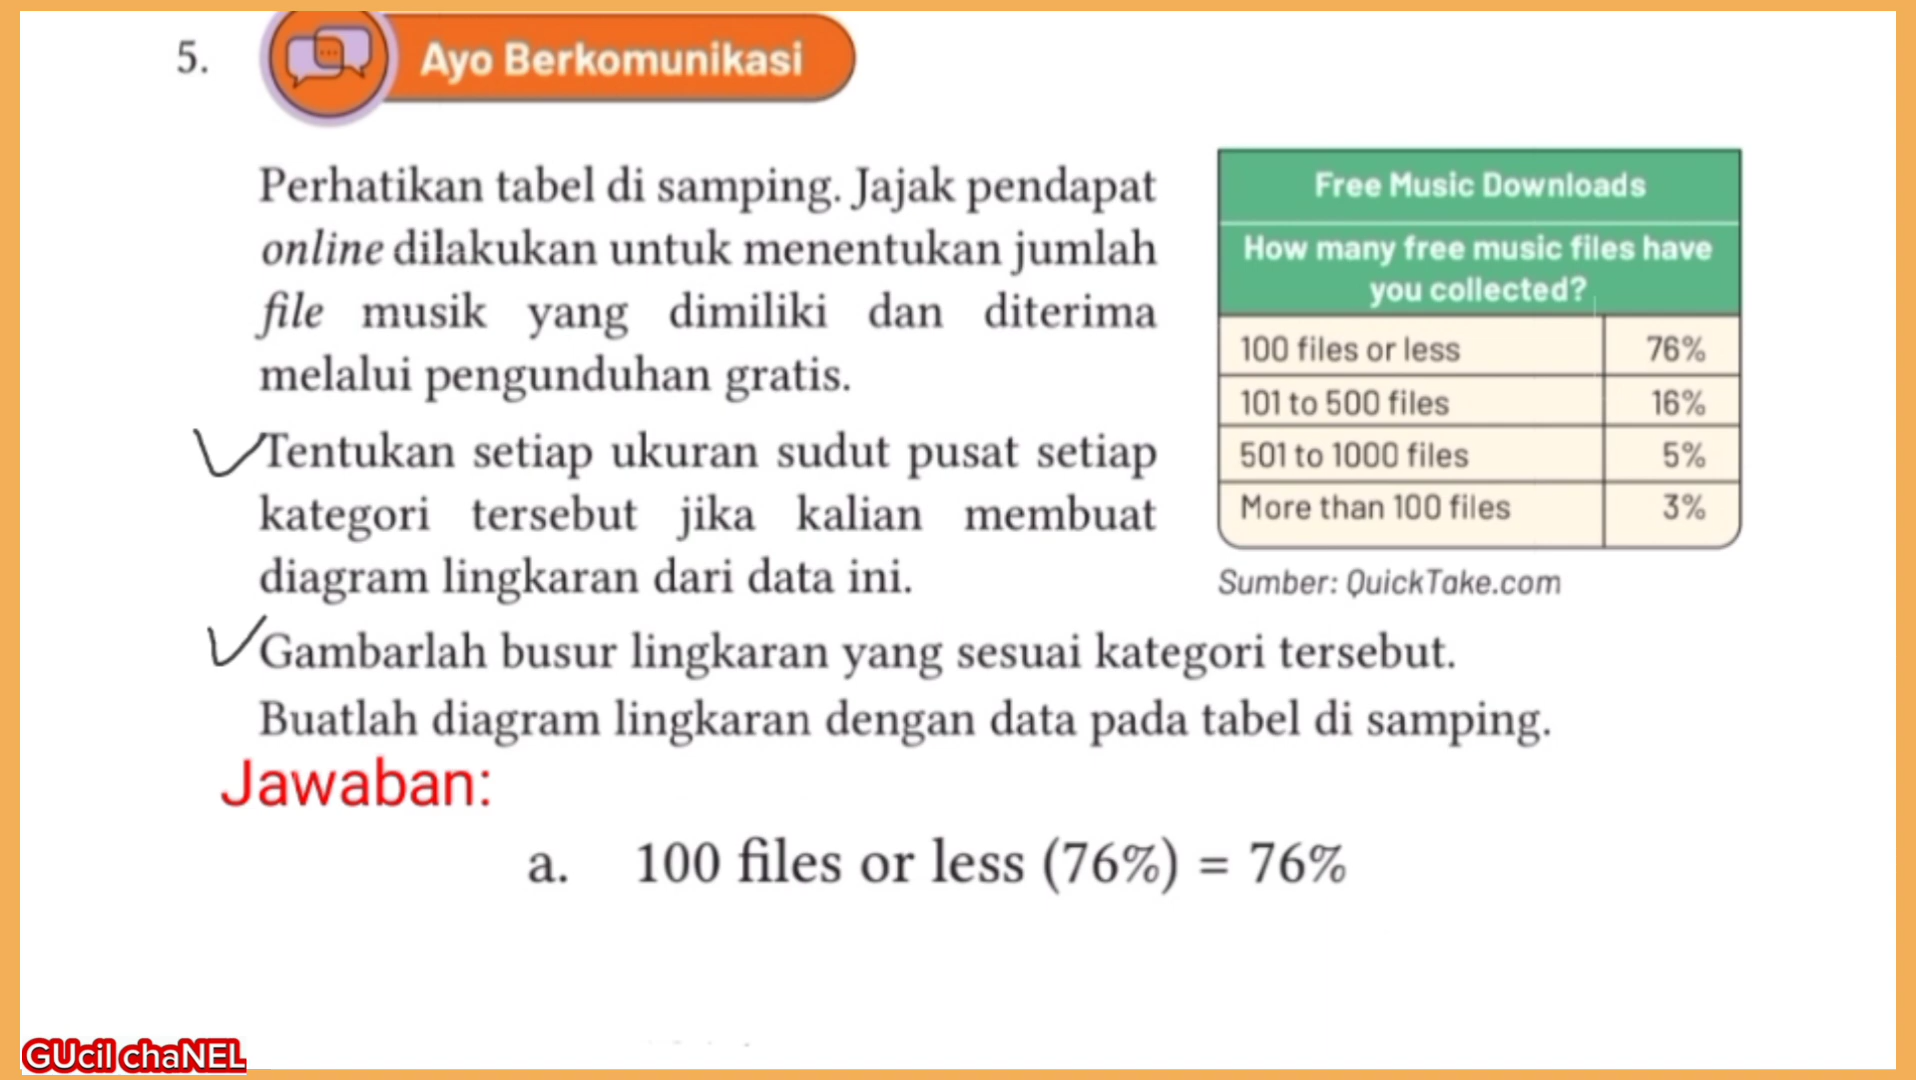 5.
Ayo Berkomunikasi
Perhatikan tabel di samping. Jajak pendapat
online dilakukan untuk menentukan jumlah
file musik yang dimiliki dan diterima
melalui pengunduhan gratis.
Tentukan setiap ukuran sudut pusat setiap
kategori tersebut jika kalian membuat
diagram lingkaran dari data ini.
Free Music Downloads
How many free music files have
you collected?
100 files or less 76%
101 to 500 files 16%
501 to 1000 files 5%
More than 100 files 3%
Sumber: QuickTake.com
Gambarlah busur lingkaran yang sesuai kategori tersebut.
Buatlah diagram lingkaran dengan data pada tabel di samping.
Jawaban:
a. 100 files or less (76%) = 76%
GUcil chaNEL